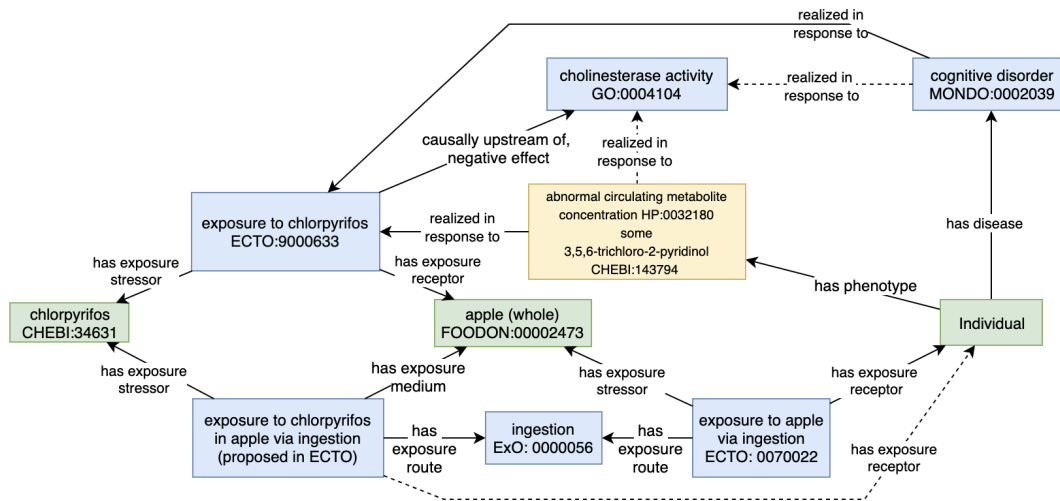 realized in
response to
cholinesterase activity
GO:0004104
realized in
response to
cognitive disorder
MONDO:0002039
causally upstream of,
negative effect
realized in
response to
exposure to chlorpyrifos
ECTO:9000633
realized in
response to
abnormal circulating metabolite
concentration HP:0032180
some
3,5,6-trichloro-2-pyridinol
CHEBI:143794
has disease
has exposure
stressor
has exposure
receptor
has phenotype
chlorpyrifos
CHEBI:34631
apple (whole)
FOODON:00002473
Individual
has exposure
stressor
has exposure
medium
has exposure
stressor
has exposure
receptor
exposure to chlorpyrifos
in apple via ingestion
(proposed in ECTO)
has
exposure
route
ingestion
ExO: 0000056
has
exposure
route
exposure to apple
via ingestion
ECTO: 0070022
has exposure
receptor